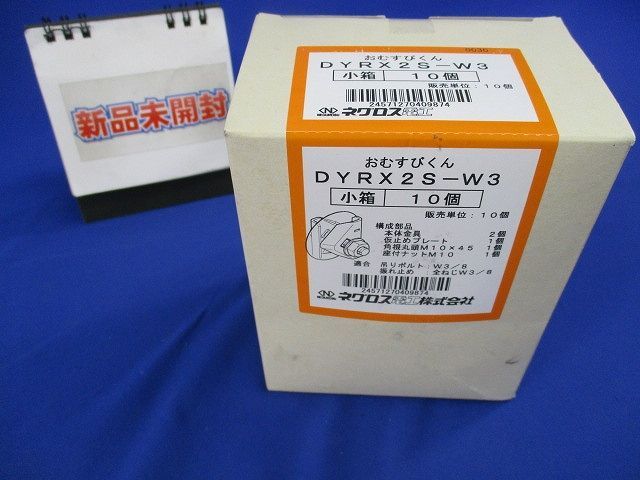 新品未開封
0030
おむすびくん
DYRX2S-W3
小箱 10個
販売単位:10個
24571270409874
ネグロス電工
おむすびくん
DYRX2S-W3
小箱 10個
販売単位:10個
構成部品
本体金具 2個
仮止めプレート 1個
角根丸頭M10×45 1個
座付ナットM10 1個
適合 吊りボルト:W3/8
振れ止め 全ねじW3/8
24571270409874
ネグロス電工株式会社